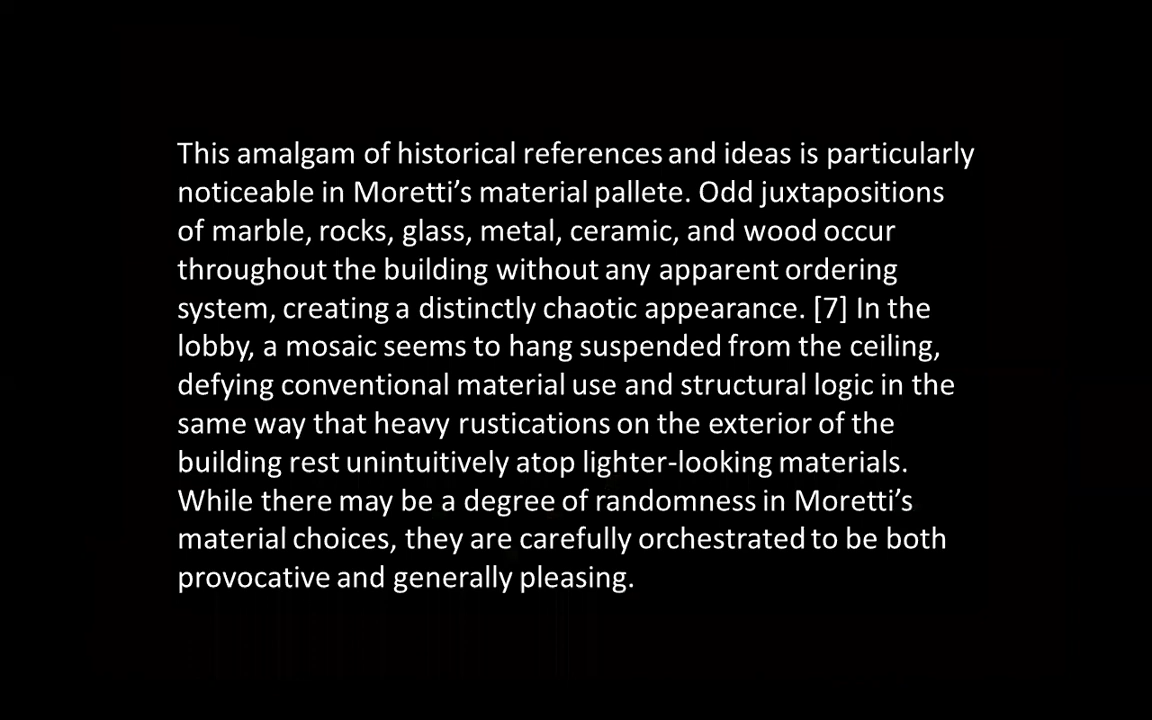 This amalgam of historical references and ideas is particularly
noticeable in Moretti’s material pallete. Odd juxtapositions
of marble, rocks, glass, metal, ceramic, and wood occur
throughout the building without any apparent ordering
system, creating a distinctly chaotic appearance. [7] In the
lobby, a mosaic seems to hang suspended from the ceiling,
defying conventional material use and structural logic in the
same way that heavy rustications on the exterior of the
building rest unintuitively atop lighter-looking materials.
While there may be a degree of randomness in Moretti’s
material choices, they are carefully orchestrated to be both
provocative and generally pleasing.